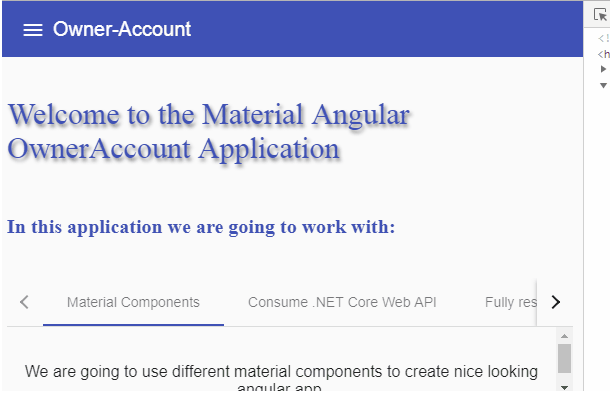 Owner-Account
Welcome to the Material Angular
OwnerAccount Application
In this application we are going to work with:
Material Components Consume .NET Core Web API Fully res
We are going to use different material components to create nice looking
angular app
<!
<h